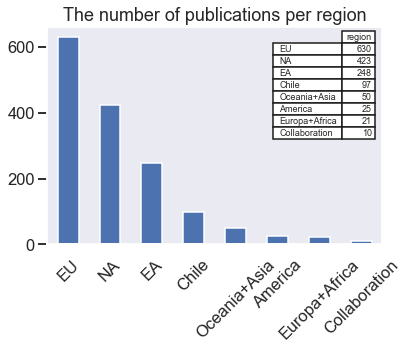 The number of publications per region
600
400
200
0
region
EU 630
NA 423
EA 248
Chile 97
Oceania+Asia 50
America 25
Europa+Africa 21
Collaboration 10
EU
NA
EA
Chile
Oceania+Asia
America
Europa+Africa
Collaboration